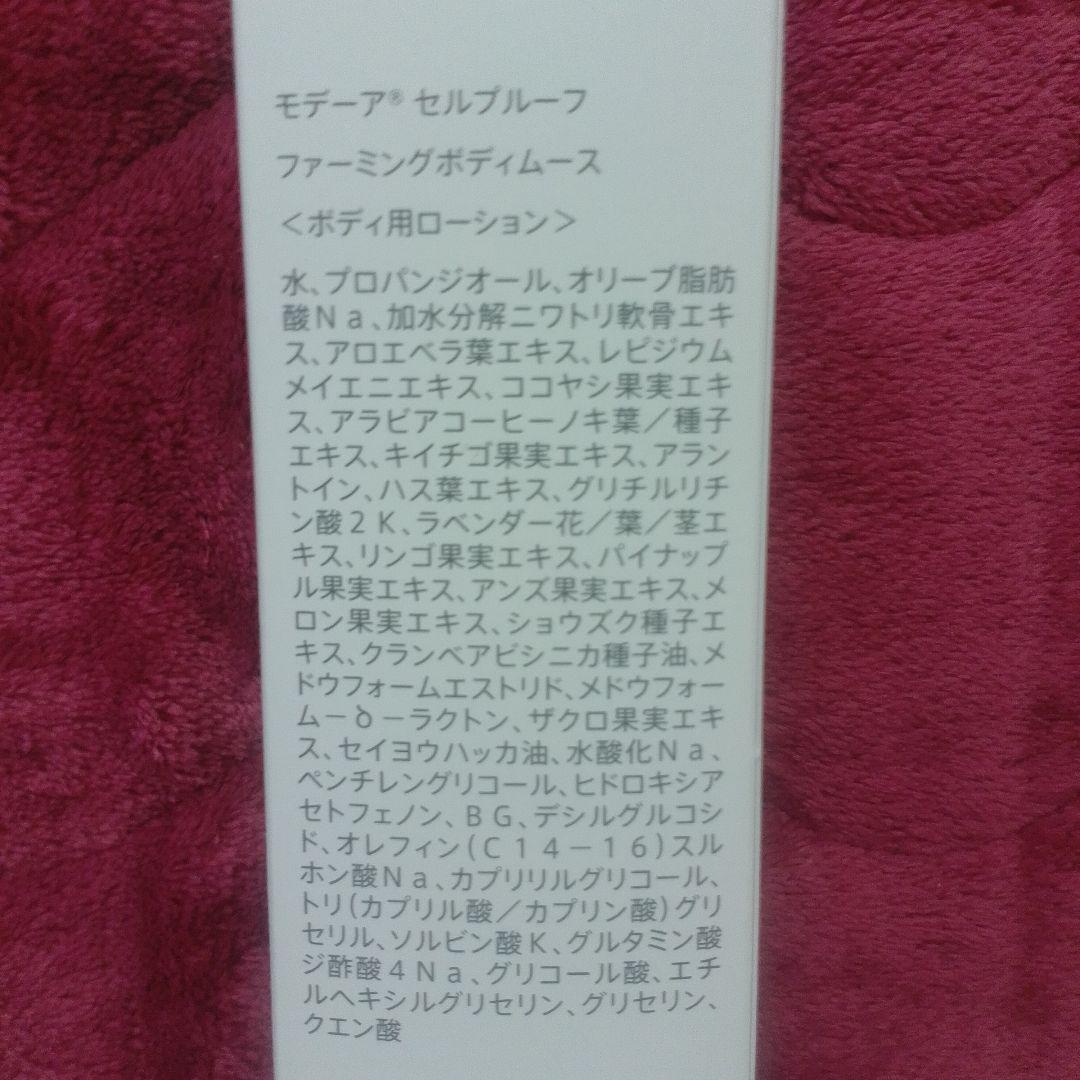 モデーア® セルプルーフ
ファーミングボディムース
＜ボディ用ローション＞
水、プロパンジオール、オリーブ脂肪
酸Ｎａ、加水分解ニワトリ軟骨エキ
ス、アロエベラ葉エキス、レピジウム
メイエニエキス、ココヤシ果実エキ
ス、アラビアコーヒーノキ葉／種子
エキス、キイチゴ果実エキス、アラン
トイン、ハス葉エキス、グリチルリチ
ン酸２Ｋ、ラベンダー花／葉／茎エ
キス、リンゴ果実エキス、パイナップ
ル果実エキス、アンズ果実エキス、メ
ロン果実エキス、ショウズク種子エ
キス、クランベアビシニカ種子油、メ
ドウフォームエストリド、メドウフォー
ム－δ－ラクトン、ザクロ果実エキ
ス、セイヨウハッカ油、水酸化Ｎａ、
ペンチレングリコール、ヒドロキシア
セトフェノン、ＢＧ、デシルグルコシ
ド、オレフィン（Ｃ１４－１６）スル
ホン酸Ｎａ、カプリリルグリコール、
トリ（カプリル酸／カプリン酸）グリ
セリル、ソルビン酸Ｋ、グルタミン酸
ジ酢酸４Ｎａ、グリコール酸、エチ
ルヘキシルグリセリン、グリセリン、
クエン酸